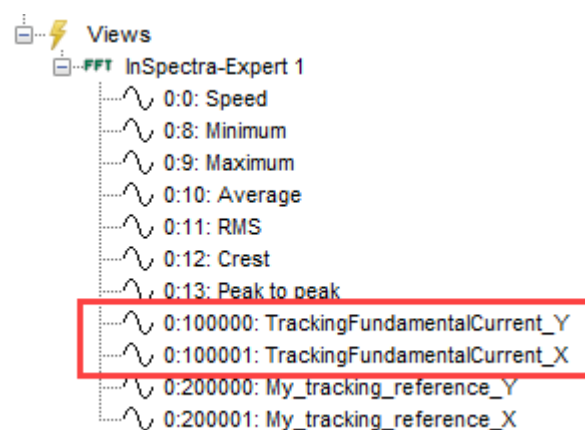 Views
FFT InSpectra-Expert 1
0:0: Speed
0:8: Minimum
0:9: Maximum
0:10: Average
0:11: RMS
0:12: Crest
0:13: Peak to peak
0:100000: TrackingFundamentalCurrent_Y
0:100001: TrackingFundamentalCurrent_X
0:200000: My_tracking_reference_Y
0:200001: My_tracking_reference_X